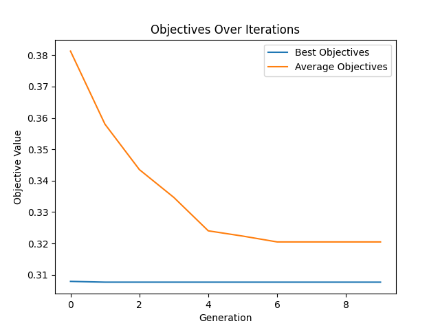 Objectives Over Iterations
Best Objectives
Average Objectives
Objective Value
0.38
0.37
0.36
0.35
0.34
0.33
0.32
0.31
0 2 4 6 8
Generation